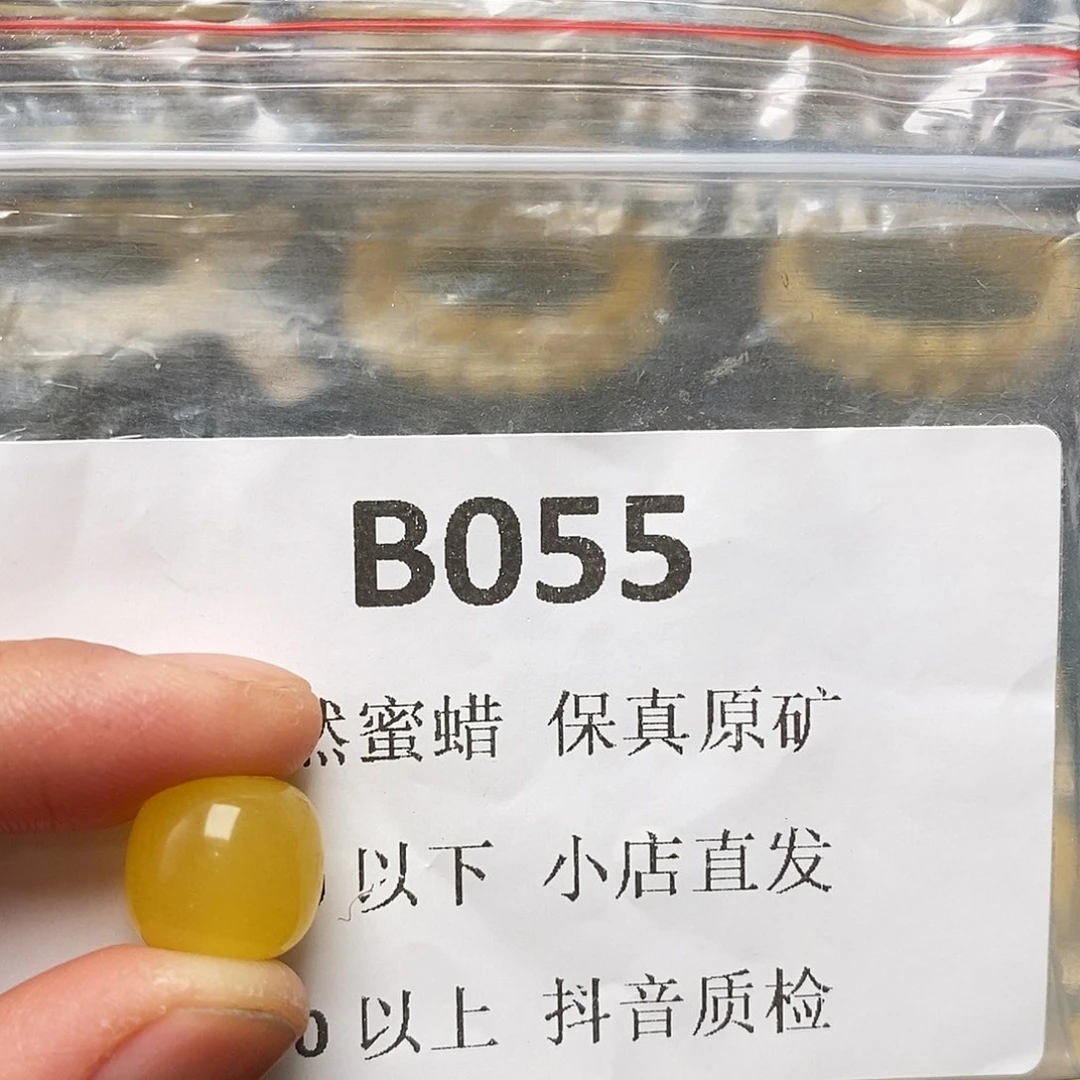 B055
然蜜蜡 保真原矿
以下 小店直发
0以上 抖音质检